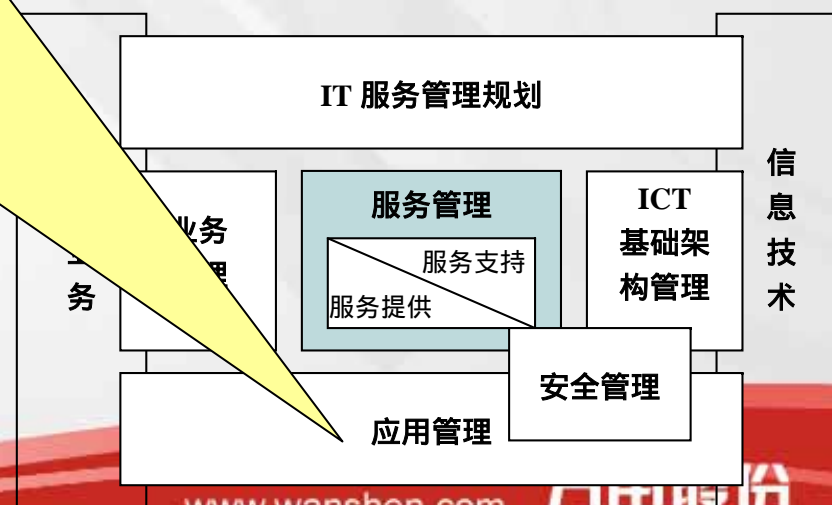 IT 服务管理规划
信
息
技
术
务
务
服务管理
服务支持
服务提供
ICT
基础架
构管理
安全管理
应用管理